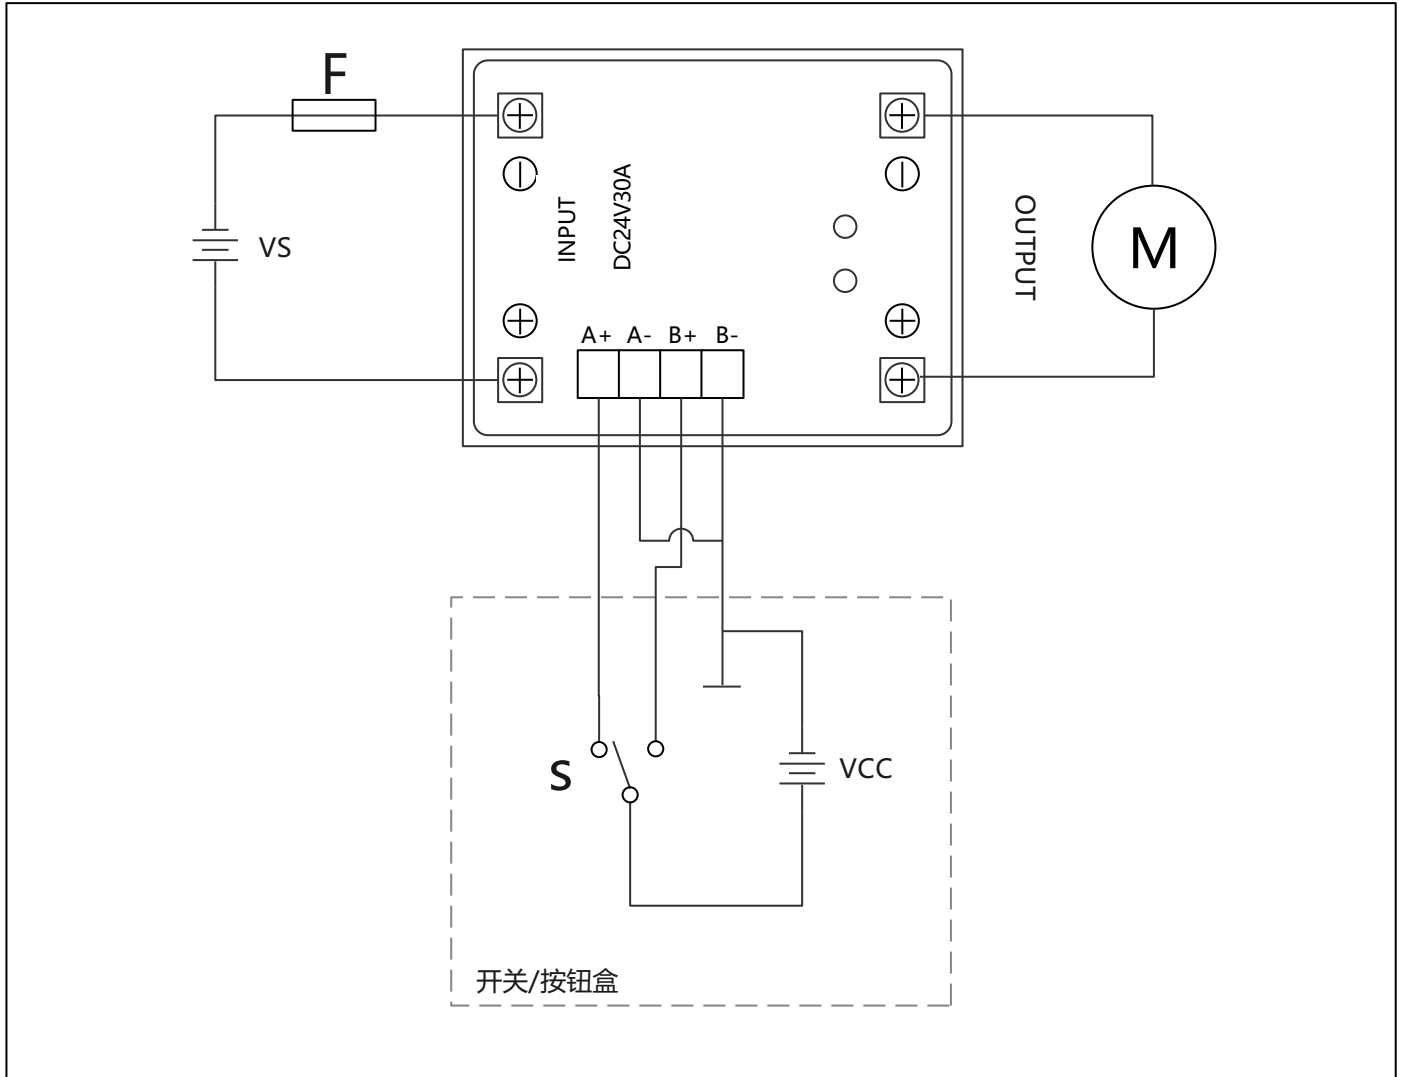 F
VS
INPUT
DC24V30A
OUTPUT
M
A+ A- B+ B-
S
VCC
开关/按钮盒